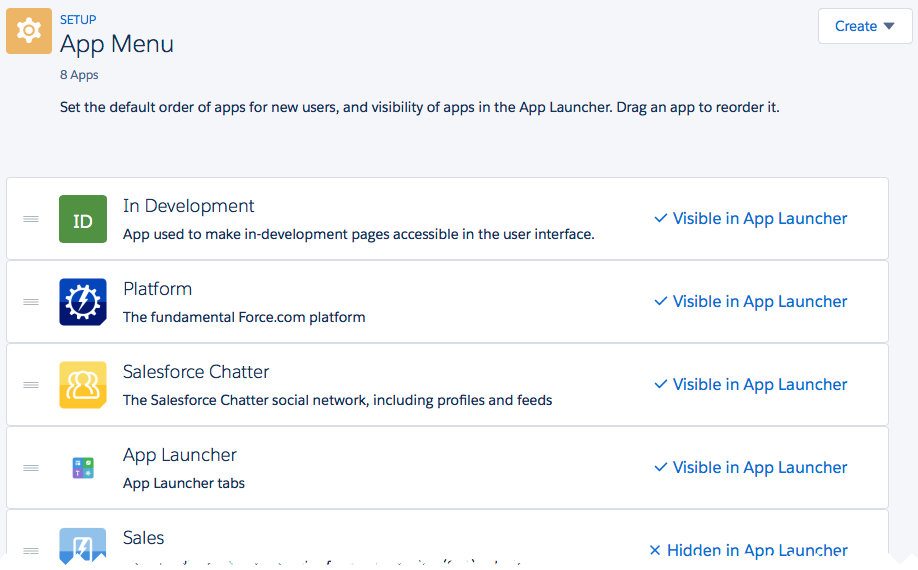 SETUP
App Menu
Create
8 Apps
Set the default order of apps for new users, and visibility of apps in the App Launcher. Drag an app to reorder it.
ID
In Development
Visible in App Launcher
App used to make in-development pages accessible in the user interface.
Platform
Visible in App Launcher
The fundamental Force.com platform
Salesforce Chatter
Visible in App Launcher
The Salesforce Chatter social network, including profiles and feeds
App Launcher
Visible in App Launcher
App Launcher tabs
Sales
Hidden in App Launcher